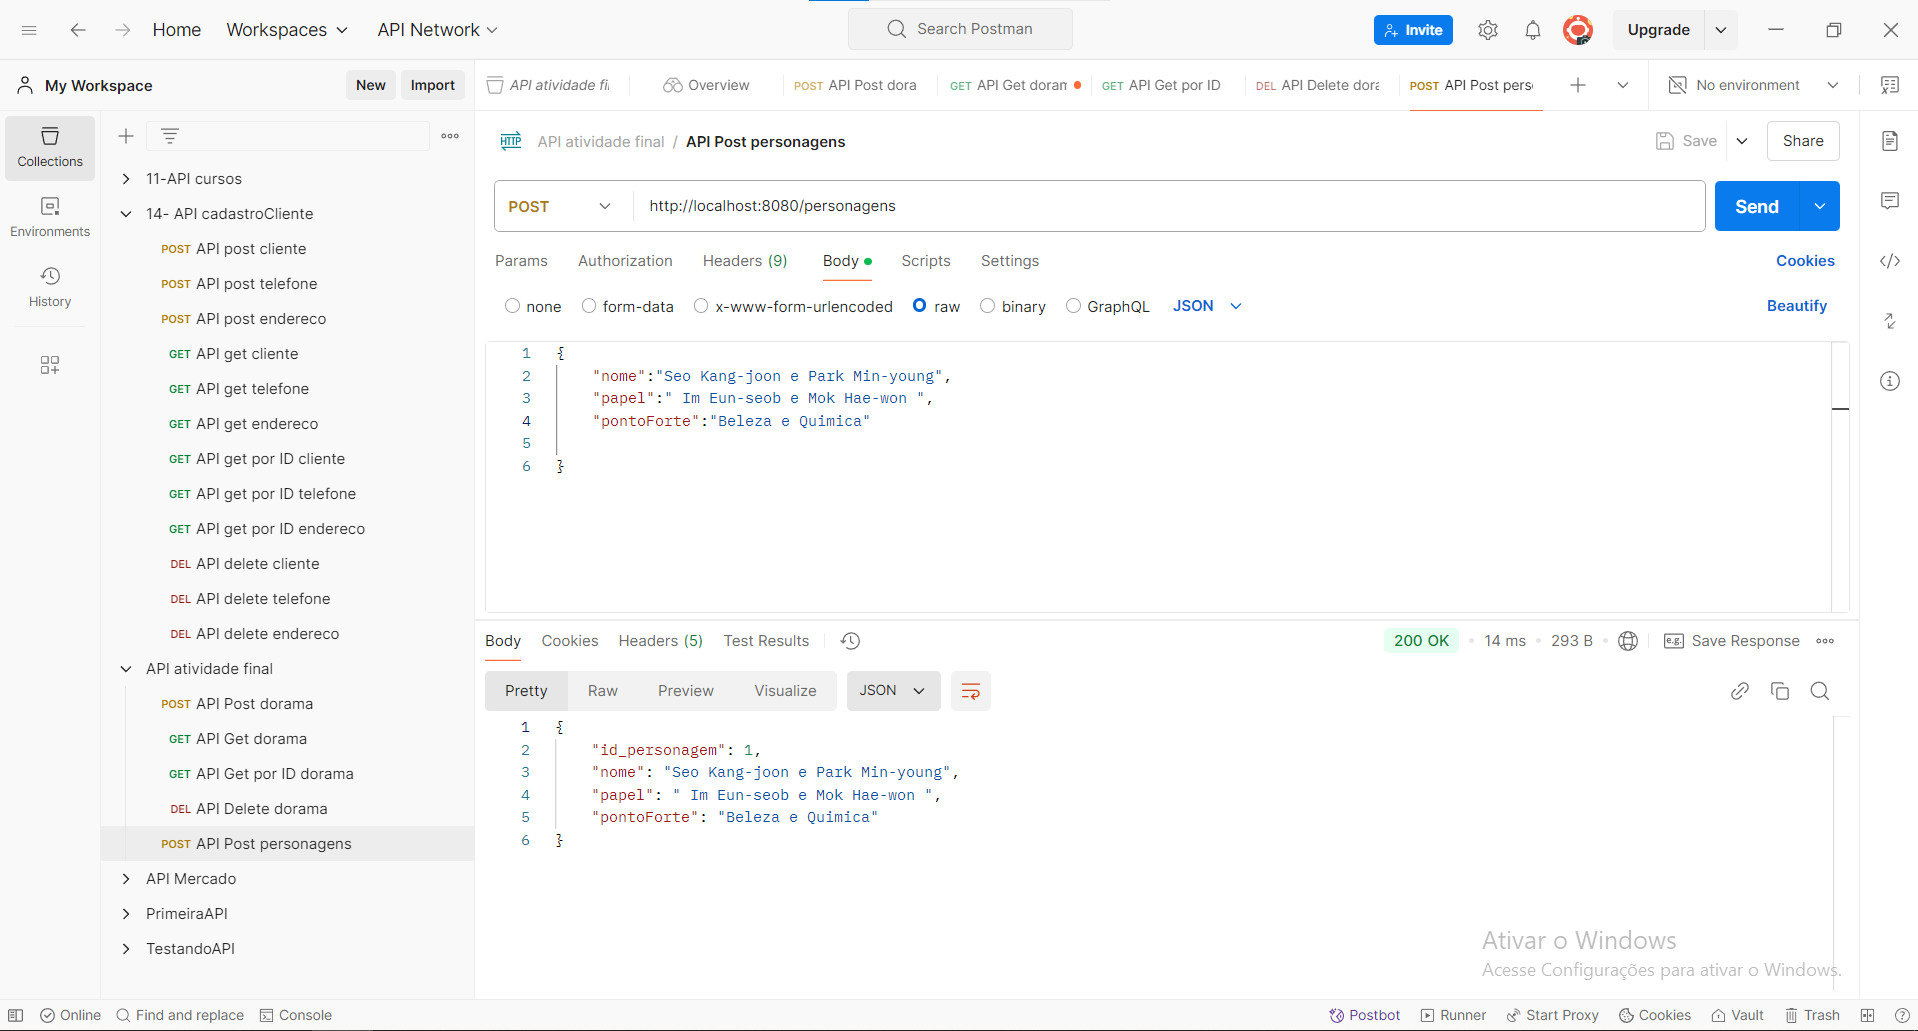 Home Workspaces API Network Search Postman Invite Upgrade
My Workspace New Import API atividade fi Overview POST API Post dora GET API Get doram GET API Get por ID DEL API Delete dora POST API Post pers No environment
Collections
Environments
History
11-API cursos
14- API cadastroCliente
POST API post cliente
POST API post telefone
POST API post endereco
GET API get cliente
GET API get telefone
GET API get endereco
GET API get por ID cliente
GET API get por ID telefone
GET API get por ID endereco
DEL API delete cliente
DEL API delete telefone
DEL API delete endereco
API atividade final
POST API Post dorama
GET API Get dorama
GET API Get por ID dorama
DEL API Delete dorama
POST API Post personagens
API Mercado
PrimeiraAPI
TestandoAPI
HTTP API atividade final / API Post personagens Save Share
POST http://localhost:8080/personagens Send
Params Authorization Headers (9) Body Scripts Settings Cookies
none form-data x-www-form-urlencoded raw binary GraphQL JSON Beautify
1 {
2 "nome":"Seo Kang-joon e Park Min-young",
3 "papel":" Im Eun-seob e Mok Hae-won ",
4 "pontoForte":"Beleza e Quimica"
5
6 }
Body Cookies Headers (5) Test Results 200 OK 14 ms 293 B e.g. Save Response
Pretty Raw Preview Visualize JSON
1 {
2 "id_personagem": 1,
3 "nome": "Seo Kang-joon e Park Min-young",
4 "papel": " Im Eun-seob e Mok Hae-won ",
5 "pontoForte": "Beleza e Quimica"
6 }
Ativar o Windows
Acesse Configurações para ativar o Windows.
Online Find and replace Console Postbot Runner Start Proxy Cookies Vault Trash